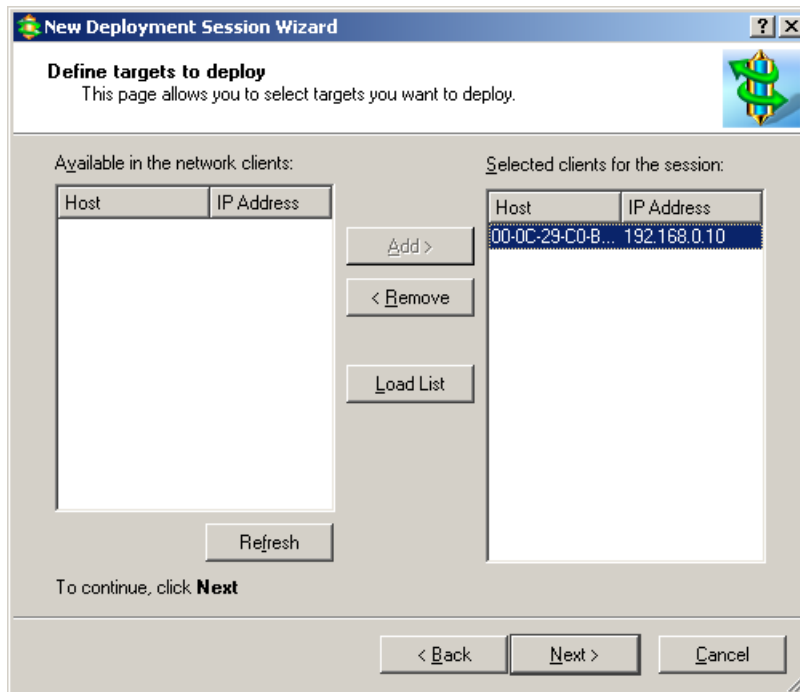 New Deployment Session Wizard
Define targets to deploy
This page allows you to select targets you want to deploy.
Available in the network clients:
Host IP Address
Refresh
Add >
< Remove
Load List
Selected clients for the session:
Host IP Address
00-0C-29-C0-B... 192.168.0.10
To continue, click Next
< Back Next > Cancel